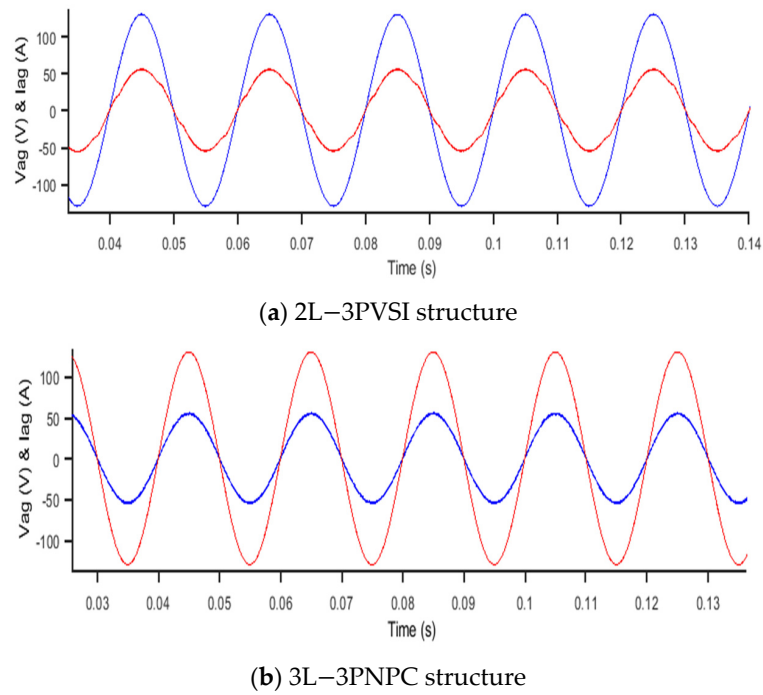 Vag (V) & Iag (A)
100
50
0
-50
-100
0.04 0.05 0.06 0.07 0.08 0.09 0.1 0.11 0.12 0.13 0.14
Time (s)
(a) 2L−3PVSI structure
Vag (V) & Iag (A)
100
50
0
-50
-100
0.03 0.04 0.05 0.06 0.07 0.08 0.09 0.1 0.11 0.12 0.13
Time (s)
(b) 3L−3PNPC structure